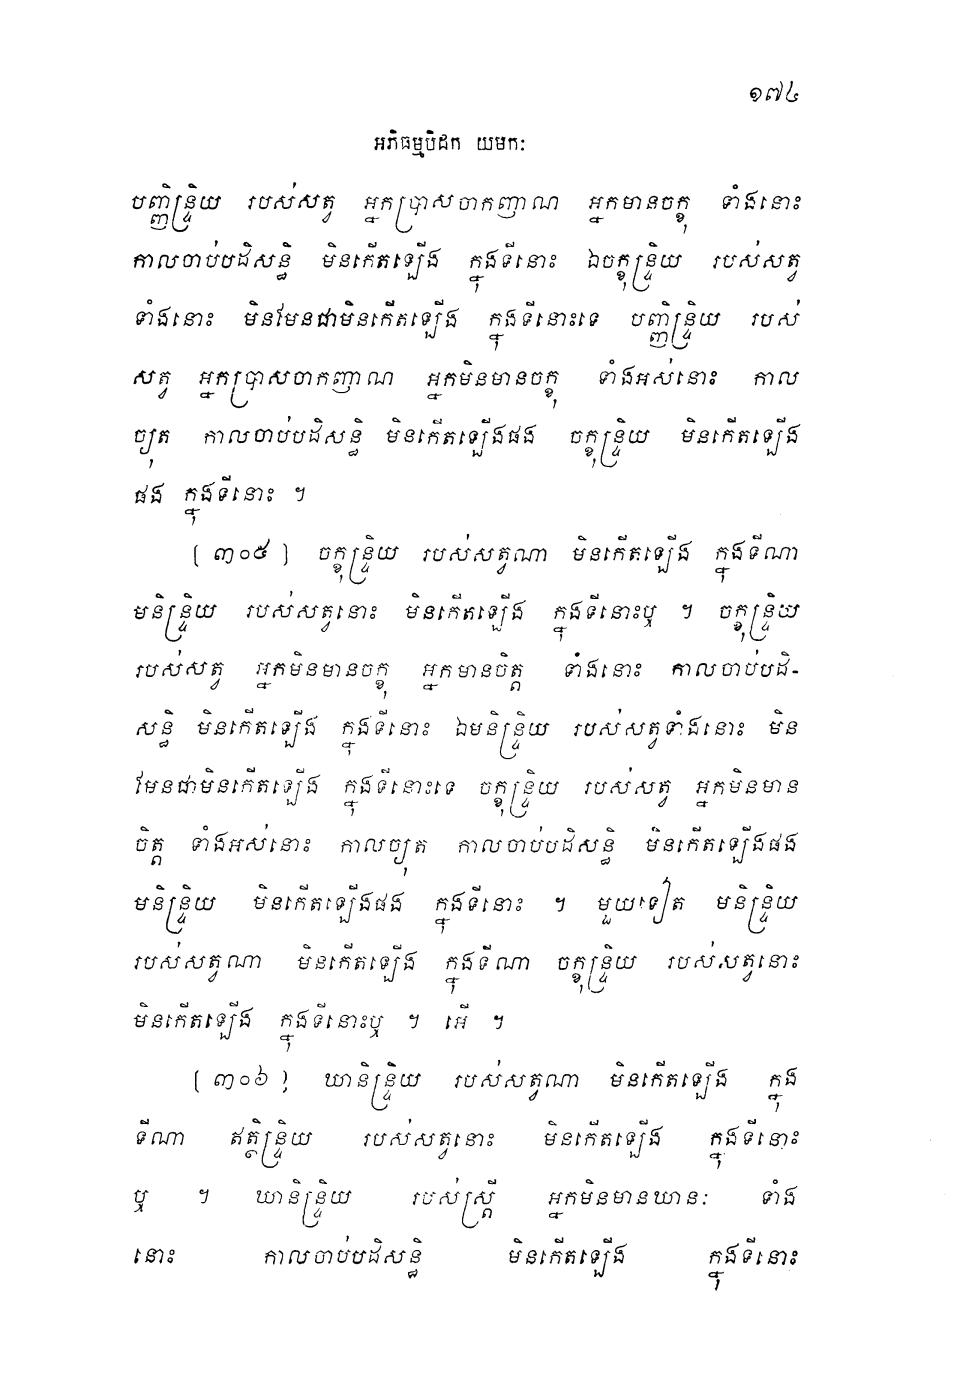 ១៧៤
អភិធម្មបិដក យមកៈ
បញ្ញិន្ទ្រិយ របស់សត្វ អ្នកប្រាសចាកញាណ អ្នកមានចក្ខុ ទាំងនោះ
កាលចាប់បដិសន្ធិ មិនកើតឡើង ក្នុងទីនោះ ឯចក្ខុន្ទ្រិយ របស់សត្វ
ទាំងនោះ មិនមែនជាមិនកើតឡើង ក្នុងទីនោះទេ បញ្ញិន្ទ្រិយ របស់
សត្វ អ្នកប្រាសចាកញាណ អ្នកមិនមានចក្ខុ ទាំងអស់នោះ កាល
ច្យុត កាលចាប់បដិសន្ធិ មិនកើតឡើងផង ចក្ខុន្ទ្រិយ មិនកើតឡើង
ផង ក្នុងទីនោះ ។
[ ៣០៥ ] ចក្ខុន្ទ្រិយ របស់សត្វណា មិនកើតឡើង ក្នុងទីណា
មនិន្ទ្រិយ របស់សត្វនោះ មិនកើតឡើង ក្នុងទីនោះឬ ។ ចក្ខុន្ទ្រិយ
របស់សត្វ អ្នកមិនមានចក្ខុ អ្នកមានចិត្ត ទាំងនោះ កាលចាប់បដិ-
សន្ធិ មិនកើតឡើង ក្នុងទីនោះ ឯមនិន្ទ្រិយ របស់សត្វទាំងនោះ មិន
មែនជាមិនកើតឡើង ក្នុងទីនោះទេ ចក្ខុន្ទ្រិយ របស់សត្វ អ្នកមិនមាន
ចិត្ត ទាំងអស់នោះ កាលច្យុត កាលចាប់បដិសន្ធិ មិនកើតឡើងផង
មនិន្ទ្រិយ មិនកើតឡើងផង ក្នុងទីនោះ ។ មួយទៀត មនិន្ទ្រិយ
របស់សត្វណា មិនកើតឡើង ក្នុងទីណា ចក្ខុន្ទ្រិយ របស់សត្វនោះ
មិនកើតឡើង ក្នុងទីនោះឬ ។ អើ ។
[ ៣០៦ ] ឃានិន្ទ្រិយ របស់សត្វណា មិនកើតឡើង ក្នុង
ទីណា ឥត្ថិន្ទ្រិយ របស់សត្វនោះ មិនកើតឡើង ក្នុងទីនោះ
ឬ ។ ឃានិន្ទ្រិយ របស់ស្ត្រី អ្នកមិនមានឃានៈ ទាំង
នោះ កាលចាប់បដិសន្ធិ មិនកើតឡើង ក្នុងទីនោះ